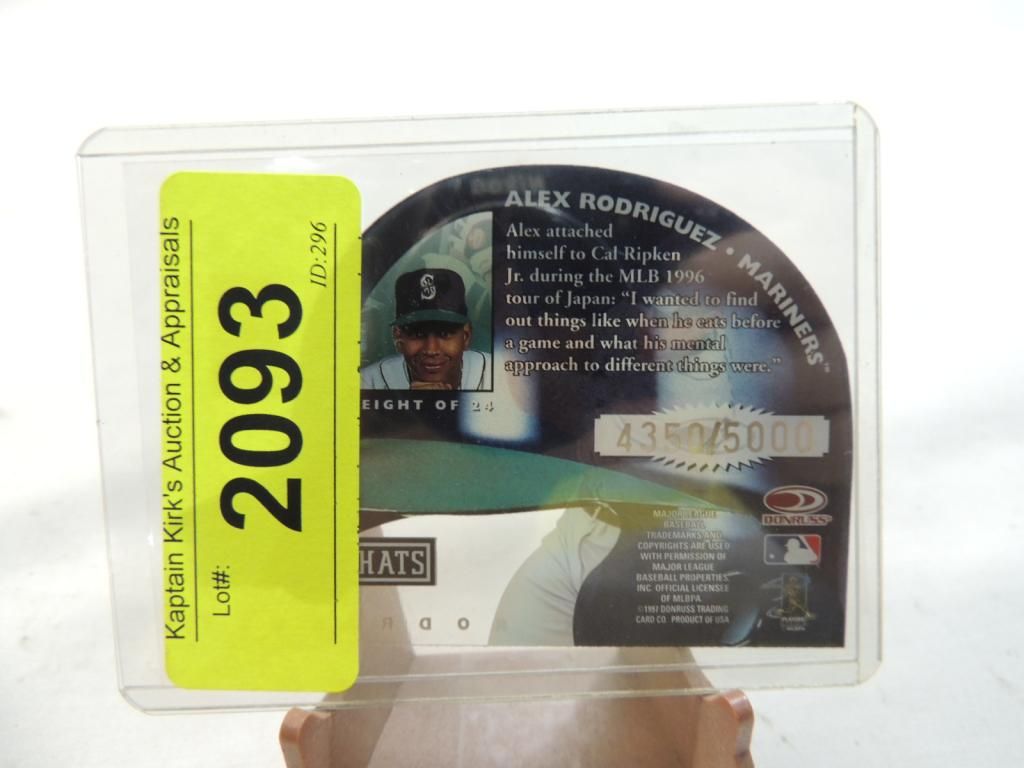 Kaptain Kirk's Auction & Appraisals
Lot#:
2093
ID:296
ALEX RODRIGUEZ • MARINERS™
Alex attached
himself to Cal Ripken
Jr. during the MLB 1996
tour of Japan: “I wanted to find
out things like when he eats before
a game and what his mental
approach to different things were.”
EIGHT OF 24
4350/5000
HATS
DONRUSS
MAJOR LEAGUE
BASEBALL
TRADEMARKS AND
COPYRIGHTS ARE USED
WITH PERMISSION OF
MAJOR LEAGUE
BASEBALL PROPERTIES,
INC. OFFICIAL LICENSEE
OF MLBPA
©1997 DONRUSS TRADING
CARD CO. PRODUCT OF USA
PLAYERS
MLBPA